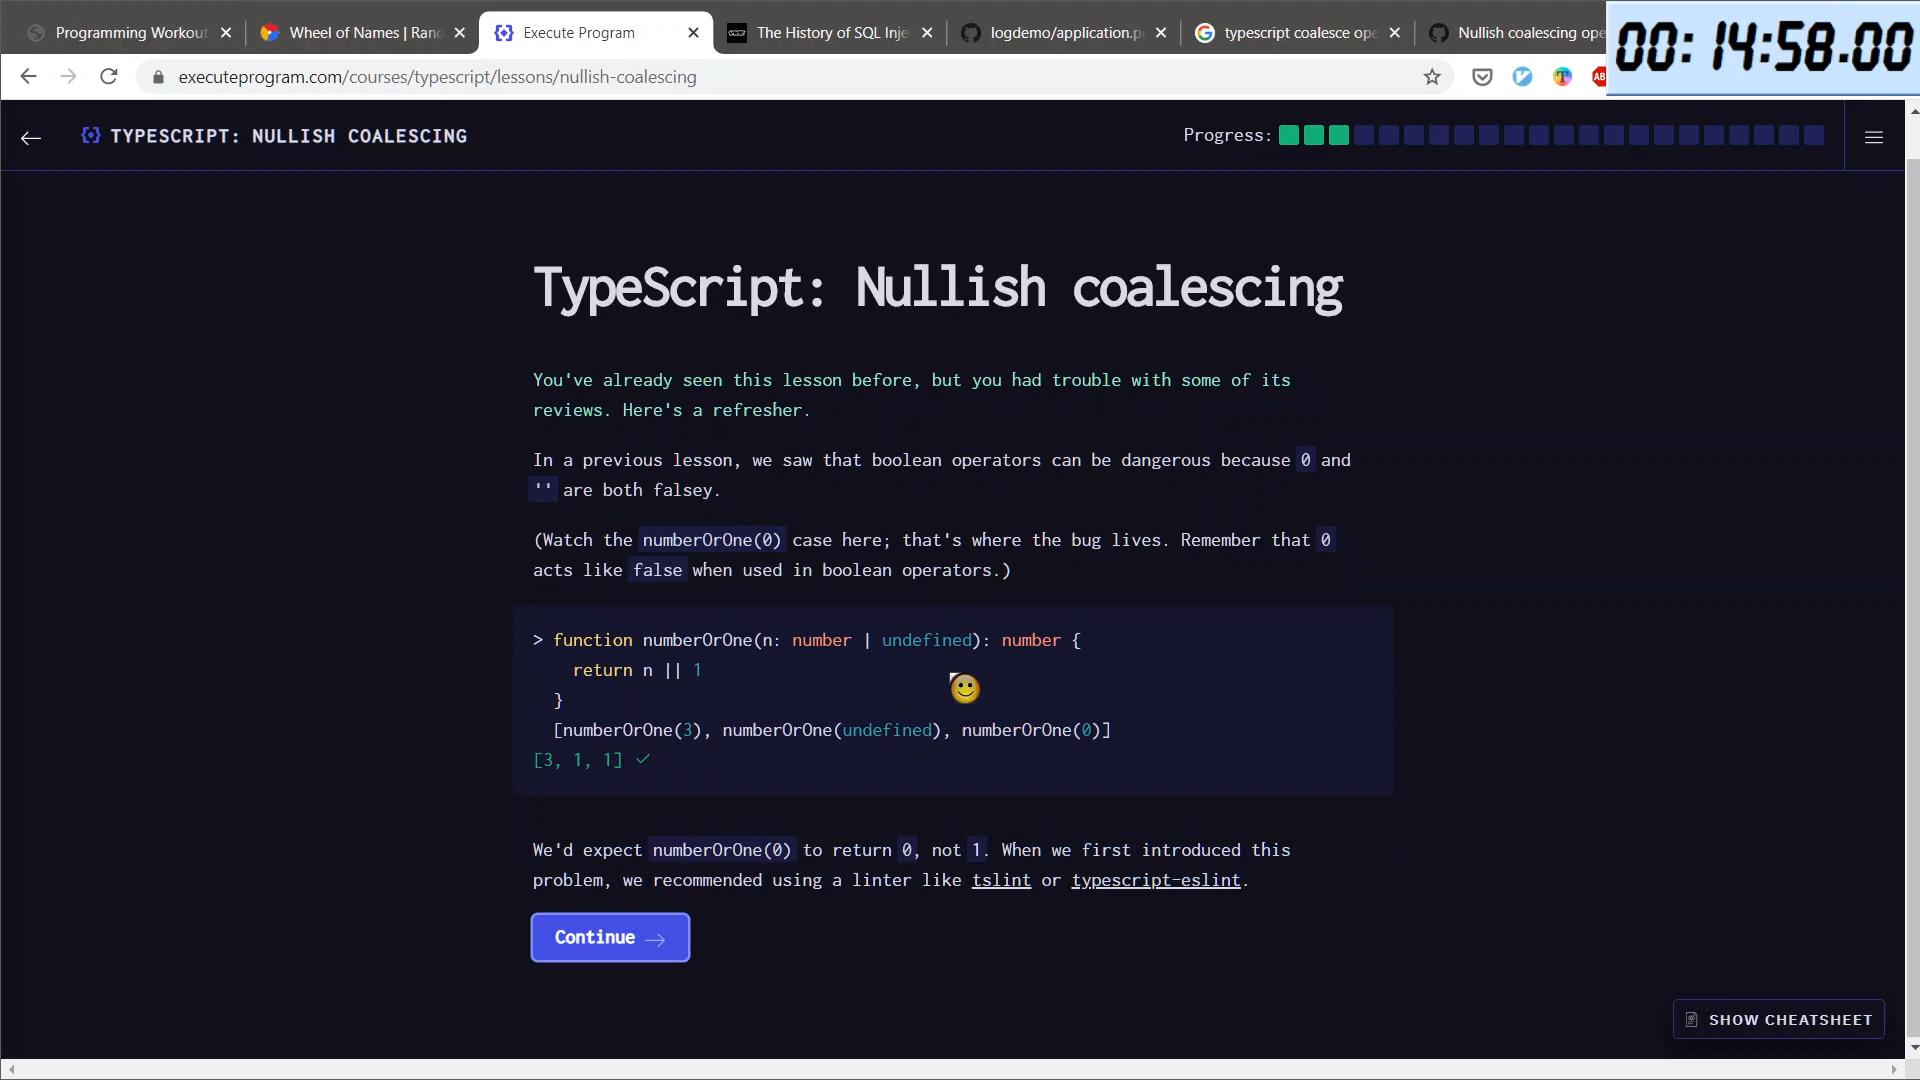 Programming Workout
Wheel of Names | Ran
Execute Program
The History of SQL Inje
logdemo/application.p
typescript coalesce ope
Nullish coalescing ope
00:14:58.00
executeprogram.com/courses/typescript/lessons/nullish-coalescing
TYPESCRIPT: NULLISH COALESCING
Progress:
TypeScript: Nullish coalescing
You've already seen this lesson before, but you had trouble with some of its
reviews. Here's a refresher.
In a previous lesson, we saw that boolean operators can be dangerous because 0 and
'' are both falsey.
(Watch the numberOrOne(0) case here; that's where the bug lives. Remember that 0
acts like false when used in boolean operators.)
> function numberOrOne(n: number | undefined): number {
return n || 1
}
[numberOrOne(3), numberOrOne(undefined), numberOrOne(0)]
[3, 1, 1] ✓
We'd expect numberOrOne(0) to return 0, not 1. When we first introduced this
problem, we recommended using a linter like tslint or typescript-eslint.
Continue →
SHOW CHEATSHEET